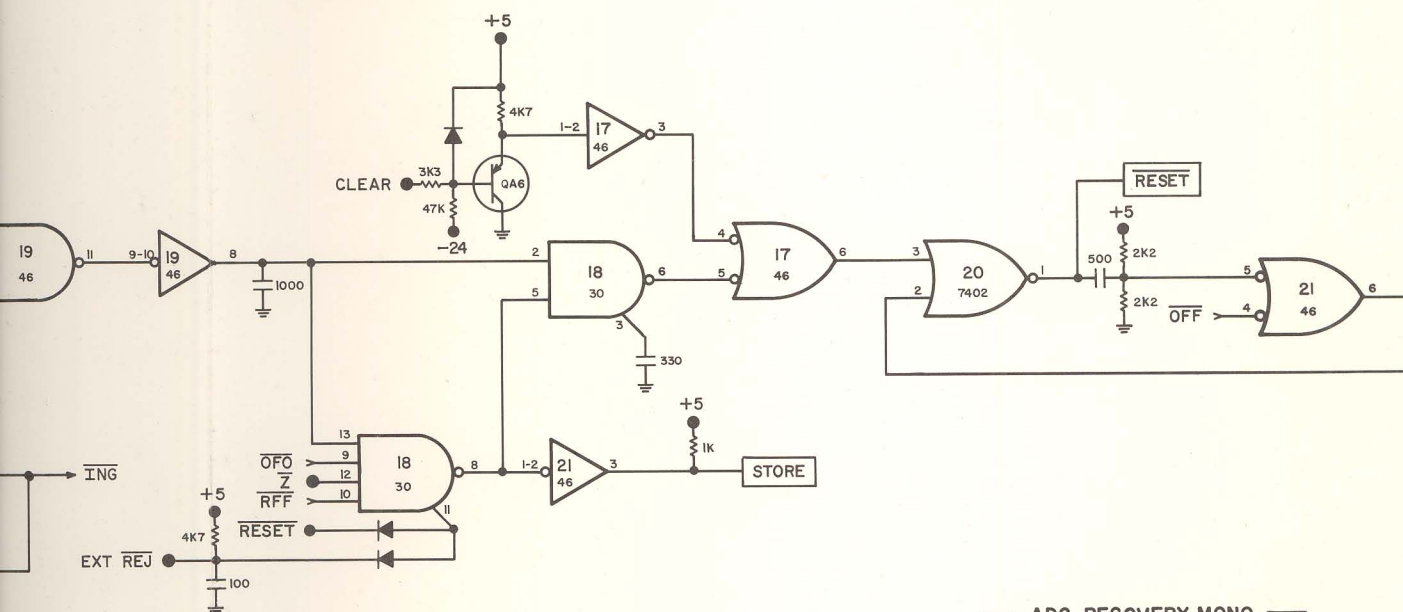 +5
4K7
1-2
17
46
3
CLEAR
3K3
QA6
47K
-24
RESET
+5
2K2
500
2K2
19
46
11
9-10
19
46
8
1000
2
5
18
30
6
3
330
4
5
17
46
6
3
2
20
7402
1
5
OFF
4
21
46
6
+5
1K
13
OFO
9
Z
12
RFF
10
18
30
8
11
1-2
21
46
3
STORE
ING
+5
4K7
RESET
EXT REJ
100
ADC RECOVERY MONO